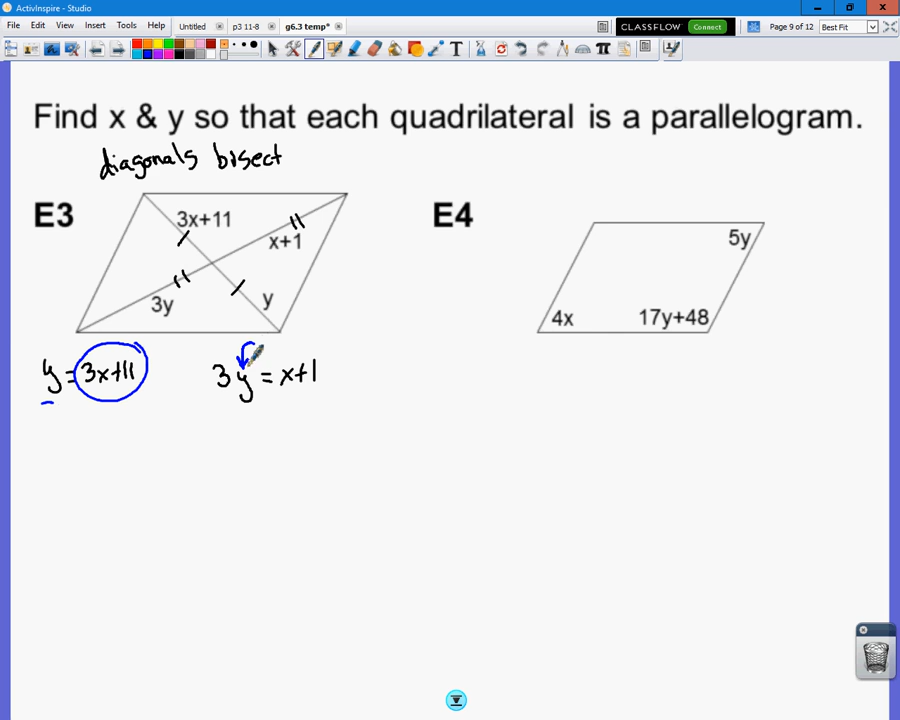 ActivInspire - Studio
File Edit View Insert Tools Help Untitled p3 11-8 g6.3 temp* CLASSFLOW Connect Page 9 of 12 Best Fit
Find x & y so that each quadrilateral is a parallelogram.
diagonals bisect
E3
3x+11
x+1
3y
y
y = 3x+11
3y = x+1
E4
5y
4x
17y+48